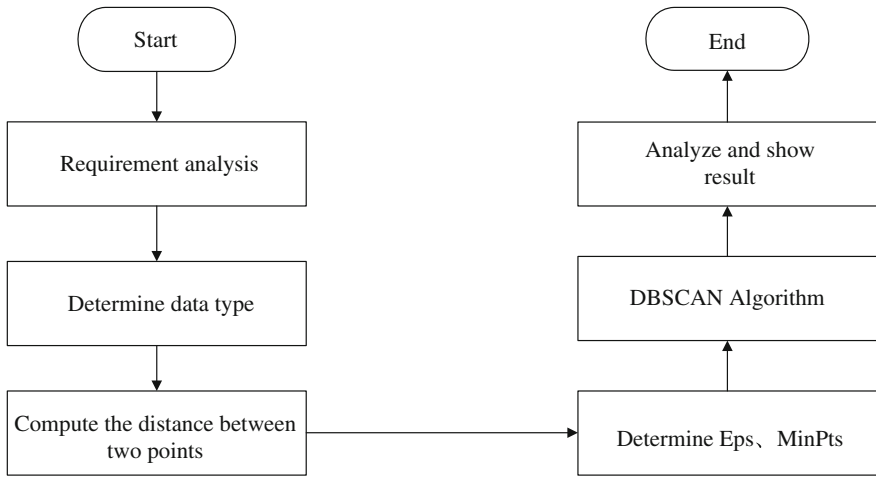 Start
Requirement analysis
Determine data type
Compute the distance between
two points
Determine Eps、MinPts
DBSCAN Algorithm
Analyze and show
result
End